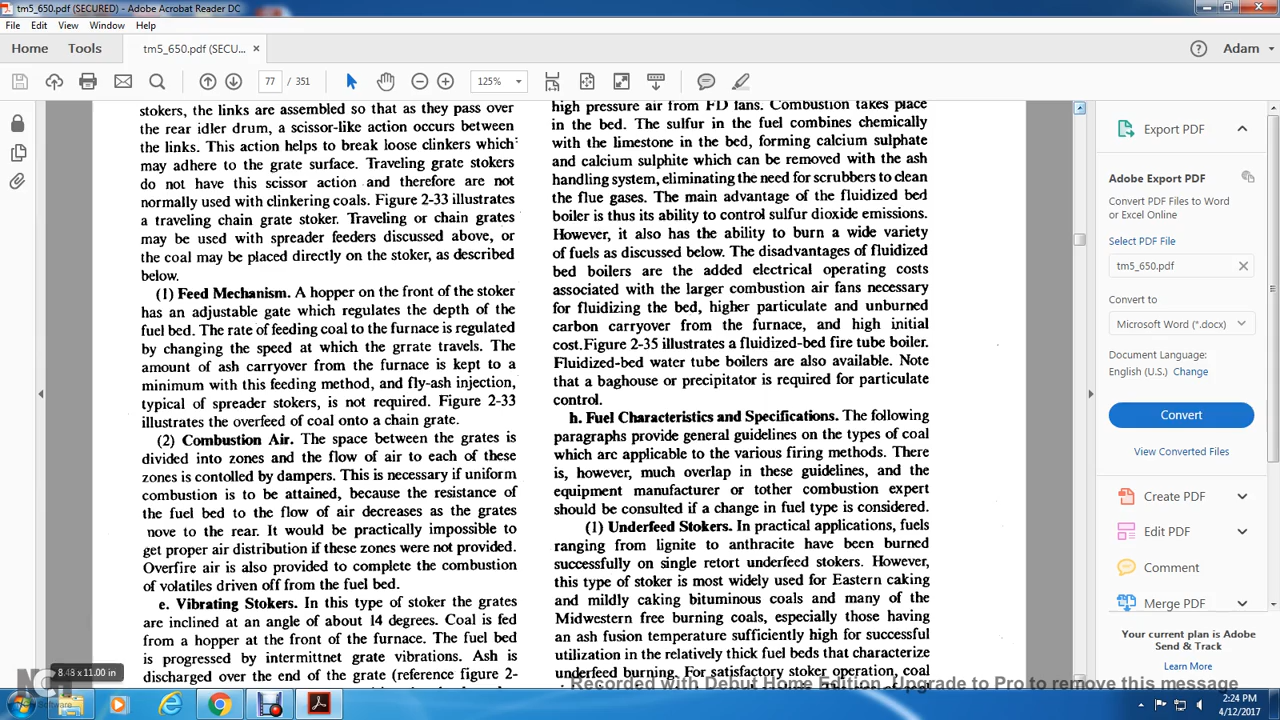 tm5_650.pdf (SECURED) - Adobe Acrobat Reader DC
File Edit View Window Help
Home Tools tm5_650.pdf (SECU... × Adam
77 / 351 125%
stokers, the links are assembled so that as they pass over
the rear idler drum, a scissor-like action occurs between
the links. This action helps to break loose clinkers which
may adhere to the grate surface. Traveling grate stokers
do not have this scissor action and therefore are not
normally used with clinkering coals. Figure 2-33 illustrates
a traveling chain grate stoker. Traveling or chain grates
may be used with spreader feeders discussed above, or
the coal may be placed directly on the stoker, as described
below.
(1) Feed Mechanism. A hopper on the front of the stoker
has an adjustable gate which regulates the depth of the
fuel bed. The rate of feeding coal to the furnace is regulated
by changing the speed at which the grrate travels. The
amount of ash carryover from the furnace is kept to a
minimum with this feeding method, and fly-ash injection,
typical of spreader stokers, is not required. Figure 2-33
illustrates the overfeed of coal onto a chain grate.
(2) Combustion Air. The space between the grates is
divided into zones and the flow of air to each of these
zones is contolled by dampers. This is necessary if uniform
combustion is to be attained, because the resistance of
the fuel bed to the flow of air decreases as the grates
move to the rear. It would be practically impossible to
get proper air distribution if these zones were not provided.
Overfire air is also provided to complete the combustion
of volatiles driven off from the fuel bed.
e. Vibrating Stokers. In this type of stoker the grates
are inclined at an angle of about 14 degrees. Coal is fed
from a hopper at the front of the furnace. The fuel bed
is progressed by intermittnet grate vibrations. Ash is
discharged over the end of the grate (reference figure 2-
high pressure air from FD fans. Combustion takes place
in the bed. The sulfur in the fuel combines chemically
with the limestone in the bed, forming calcium sulphate
and calcium sulphite which can be removed with the ash
handling system, eliminating the need for scrubbers to clean
the flue gases. The main advantage of the fluidized bed
boiler is thus its ability to control sulfur dioxide emissions.
However, it also has the ability to burn a wide variety
of fuels as discussed below. The disadvantages of fluidized
bed boilers are the added electrical operating costs
associated with the larger combustion air fans necessary
for fluidizing the bed, higher particulate and unburned
carbon carryover from the furnace, and high initial
cost.Figure 2-35 illustrates a fluidized-bed fire tube boiler.
Fluidized-bed water tube boilers are also available. Note
that a baghouse or precipitator is required for particulate
control.
h. Fuel Characteristics and Specifications. The following
paragraphs provide general guidelines on the types of coal
which are applicable to the various firing methods. There
is, however, much overlap in these guidelines, and the
equipment manufacturer or tother combustion expert
should be consulted if a change in fuel type is considered.
(1) Underfeed Stokers. In practical applications, fuels
ranging from lignite to anthracite have been burned
successfully on single retort underfeed stokers. However,
this type of stoker is most widely used for Eastern caking
and mildly caking bituminous coals and many of the
Midwestern free burning coals, especially those having
an ash fusion temperature sufficiently high for successful
utilization in the relatively thick fuel beds that characterize
underfeed burning. For satisfactory stoker operation, coal
Export PDF
Adobe Export PDF
Convert PDF Files to Word
or Excel Online
Select PDF File
tm5_650.pdf
Convert to
Microsoft Word (*.docx)
Document Language:
English (U.S.) Change
Convert
View Converted Files
Create PDF
Edit PDF
Comment
Merge PDF
Your current plan is Adobe
Send & Track
Learn More
8.48 x 11.00 in
NCH Software
Recorded with Debut Home Edition. Upgrade to Pro to remove this message
2:24 PM
4/12/2017